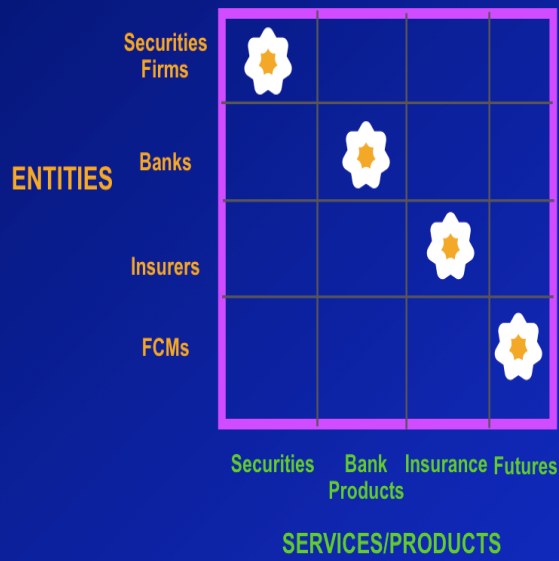 Securities
Firms
Banks
ENTITIES
Insurers
FCMs
Securities
Bank
Products
Insurance
Futures
SERVICES/PRODUCTS